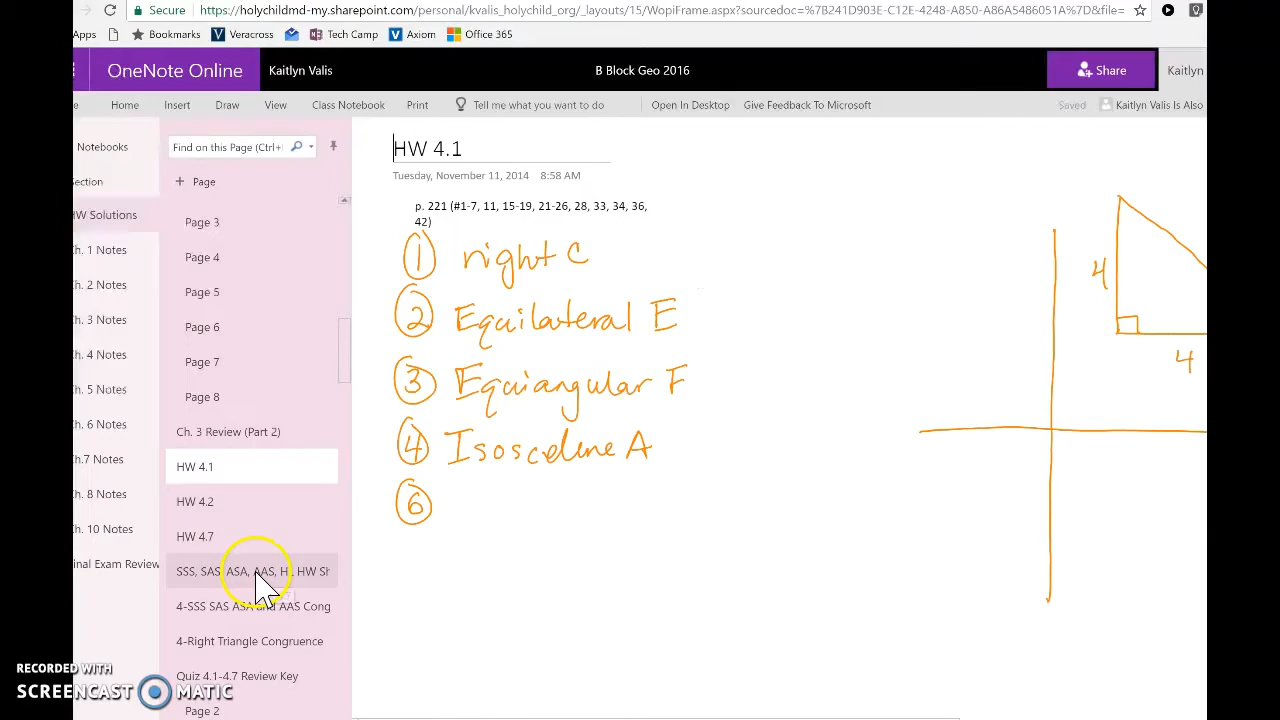 Secure https://holychildmd-my.sharepoint.com/personal/kvalis_holychild_org/_layouts/15/WopiFrame.aspx?sourcedoc=%7B241D903E-C12E-4248-A850-A86A5486051A%7D&file=
Apps Bookmarks Veracross Tech Camp Axiom Office 365
OneNote Online Kaitlyn Valis B Block Geo 2016 Share Kaitlyn
Home Insert Draw View Class Notebook Print Tell me what you want to do Open In Desktop Give Feedback To Microsoft Saved Kaitlyn Valis Is Also
Notebooks
Section
HW Solutions
Ch. 1 Notes
Ch. 2 Notes
Ch. 3 Notes
Ch. 4 Notes
Ch. 5 Notes
Ch. 6 Notes
Ch.7 Notes
Ch. 8 Notes
Ch. 10 Notes
inal Exam Review
Find on this Page (Ctrl+
+ Page
Page 3
Page 4
Page 5
Page 6
Page 7
Page 8
Ch. 3 Review (Part 2)
HW 4.1
HW 4.2
HW 4.7
SSS, SAS, ASA, AAS, HL HW Sh
4-SSS SAS ASA and AAS Cong
4-Right Triangle Congruence
Quiz 4.1-4.7 Review Key
Page 2
HW 4.1
Tuesday, November 11, 2014 8:58 AM
p. 221 (#1-7, 11, 15-19, 21-26, 28, 33, 34, 36,
42)
1 right C
2 Equilateral E
3 Equiangular F
4 Isosceline A
6
4
4
RECORDED WITH
SCREENCAST MATIC